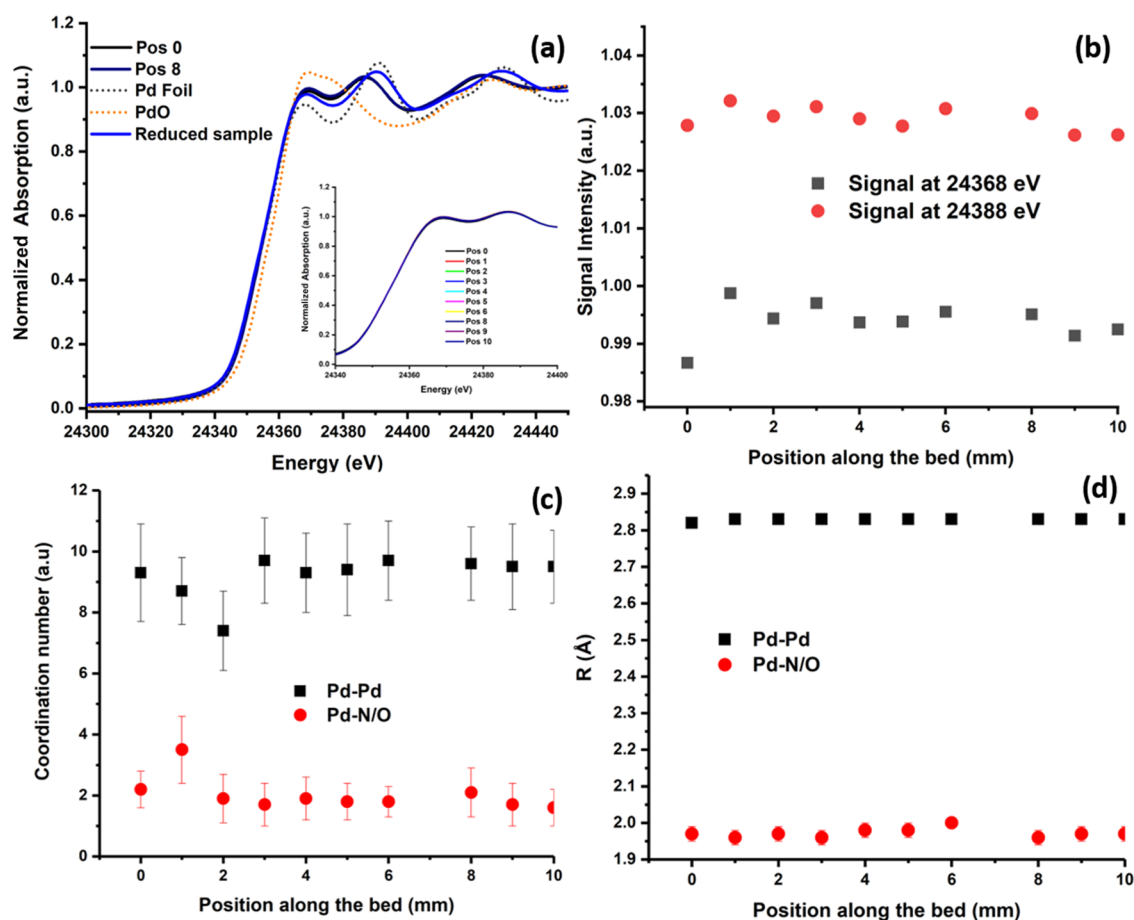 (a)
Normalized Absorption (a.u.)
1.2
1.0
0.8
0.6
0.4
0.2
0.0
Pos 0
Pos 8
Pd Foil
PdO
Reduced sample
24300 24320 24340 24360 24380 24400 24420 24440
Energy (eV)
Normalized Absorption (a.u.)
1.2
1.0
0.8
0.6
0.4
0.2
0.0
Pos 0
Pos 1
Pos 2
Pos 3
Pos 4
Pos 5
Pos 6
Pos 8
Pos 9
Pos 10
24340 24360 24380 24400
Energy (eV)
(b)
Signal Intensity (a.u.)
1.04
1.03
1.02
1.00
0.99
0.98
Signal at 24368 eV
Signal at 24388 eV
0 2 4 6 8 10
Position along the bed (mm)
(c)
Coordination number (a.u)
12
10
8
6
4
2
0
Pd-Pd
Pd-N/O
0 2 4 6 8 10
Position along the bed (mm)
(d)
R (Å)
2.9
2.8
2.7
2.6
2.5
2.4
2.3
2.2
2.1
2.0
1.9
Pd-Pd
Pd-N/O
0 2 4 6 8 10
Position along the bed (mm)